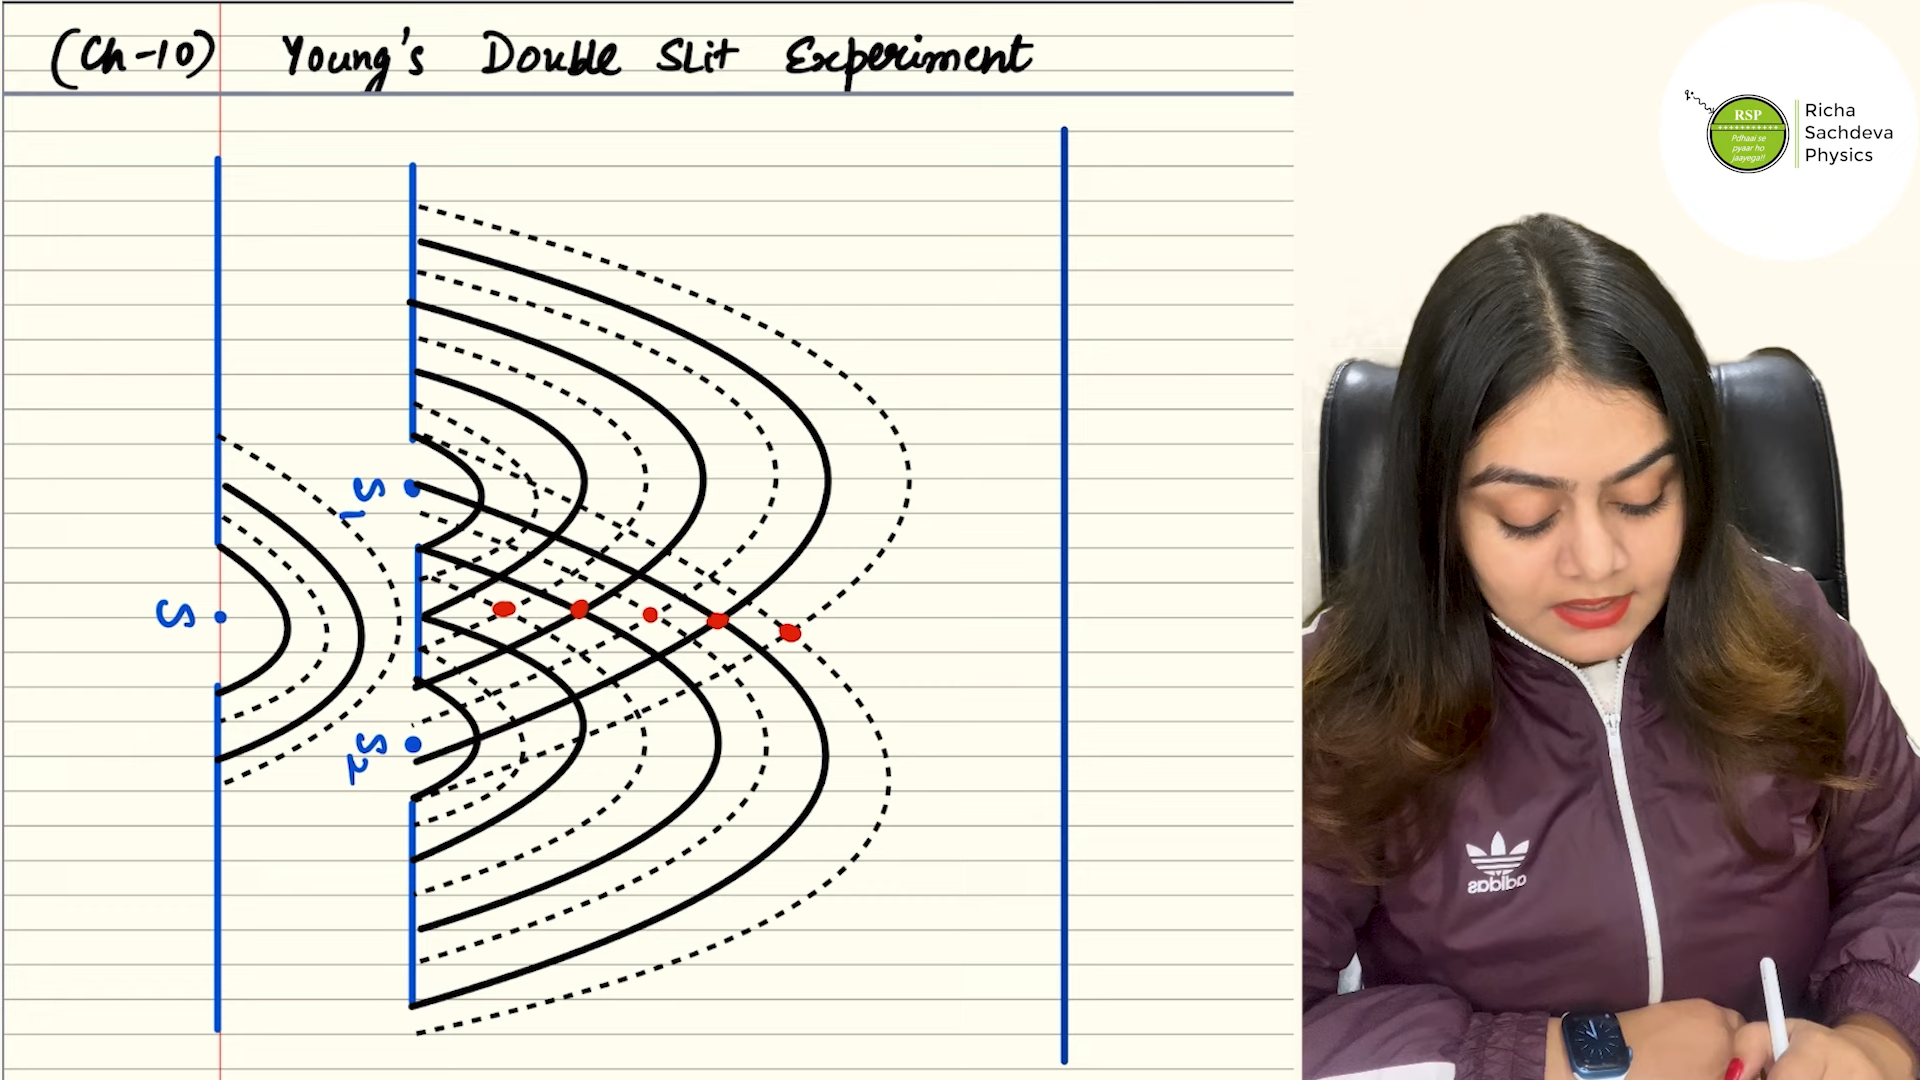 (Ch-10) Young's Double Slit Experiment
RSP
Pdhaai se
pyaar ho
jaayega!!
Richa
Sachdeva
Physics
S1
S
S2
adidas